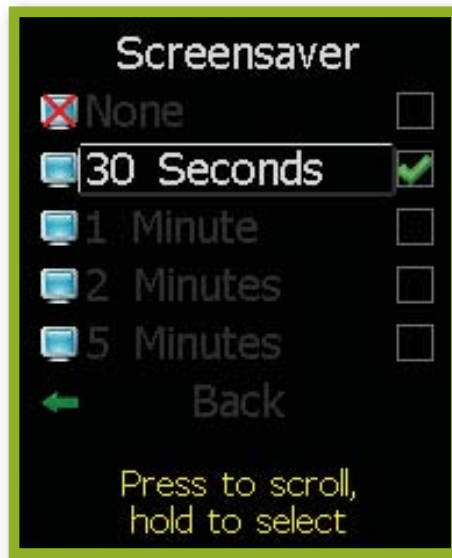 Screensaver
None
30 Seconds
1 Minute
2 Minutes
5 Minutes
Back
Press to scroll,
hold to select